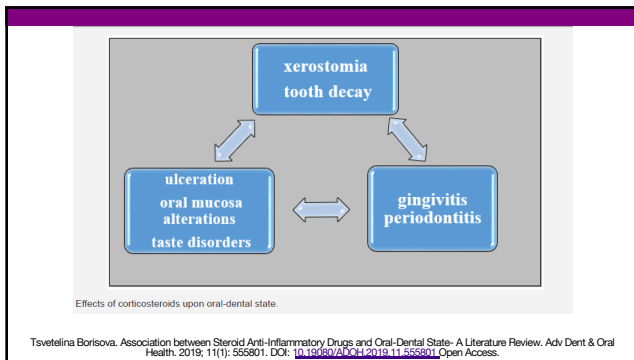 xerostomia
tooth decay
ulceration
oral mucosa
alterations
taste disorders
gingivitis
periodontitis
Effects of corticosteroids upon oral-dental state.
Tsvetelina Borisova. Association between Steroid Anti-Inflammatory Drugs and Oral-Dental State- A Literature Review. Adv Dent & Oral
Health. 2019; 11(1): 555801. DOI: 10.19080/ADOH.2019.11.555801 Open Access.